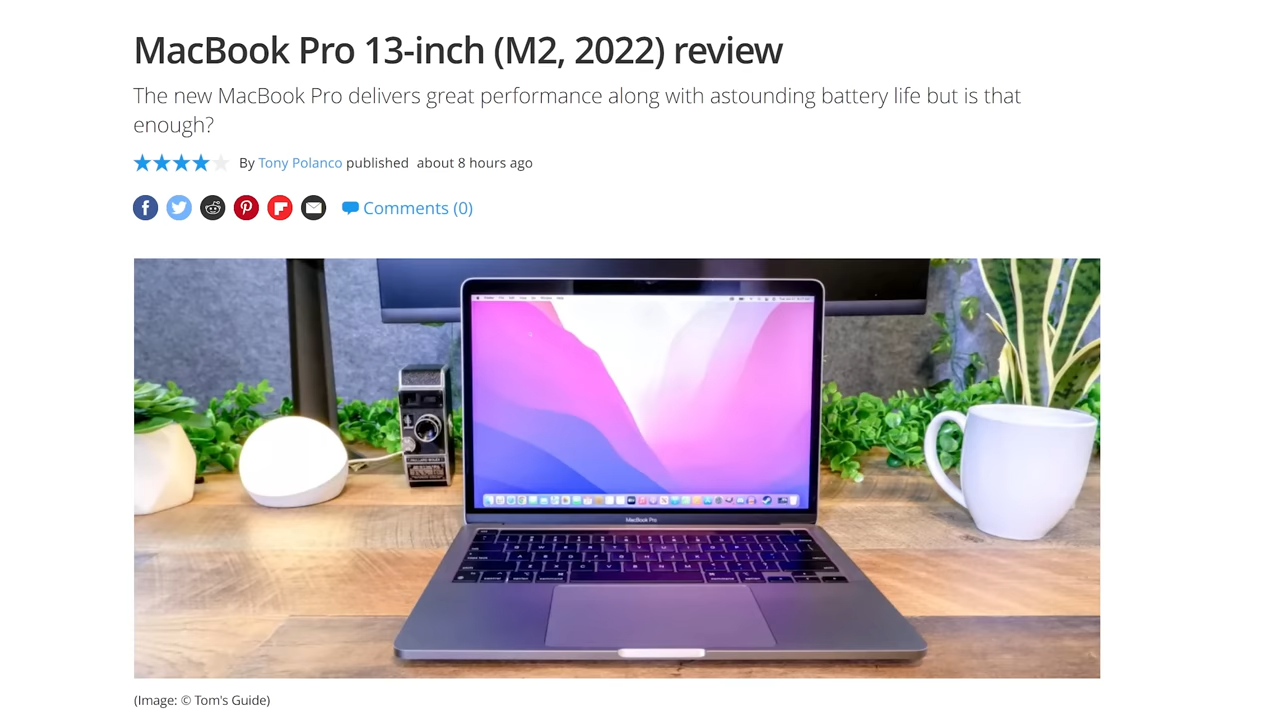 MacBook Pro 13-inch (M2, 2022) review
The new MacBook Pro delivers great performance along with astounding battery life but is that
enough?
By Tony Polanco published about 8 hours ago
Comments (0)
MacBook Pro
(Image: © Tom's Guide)